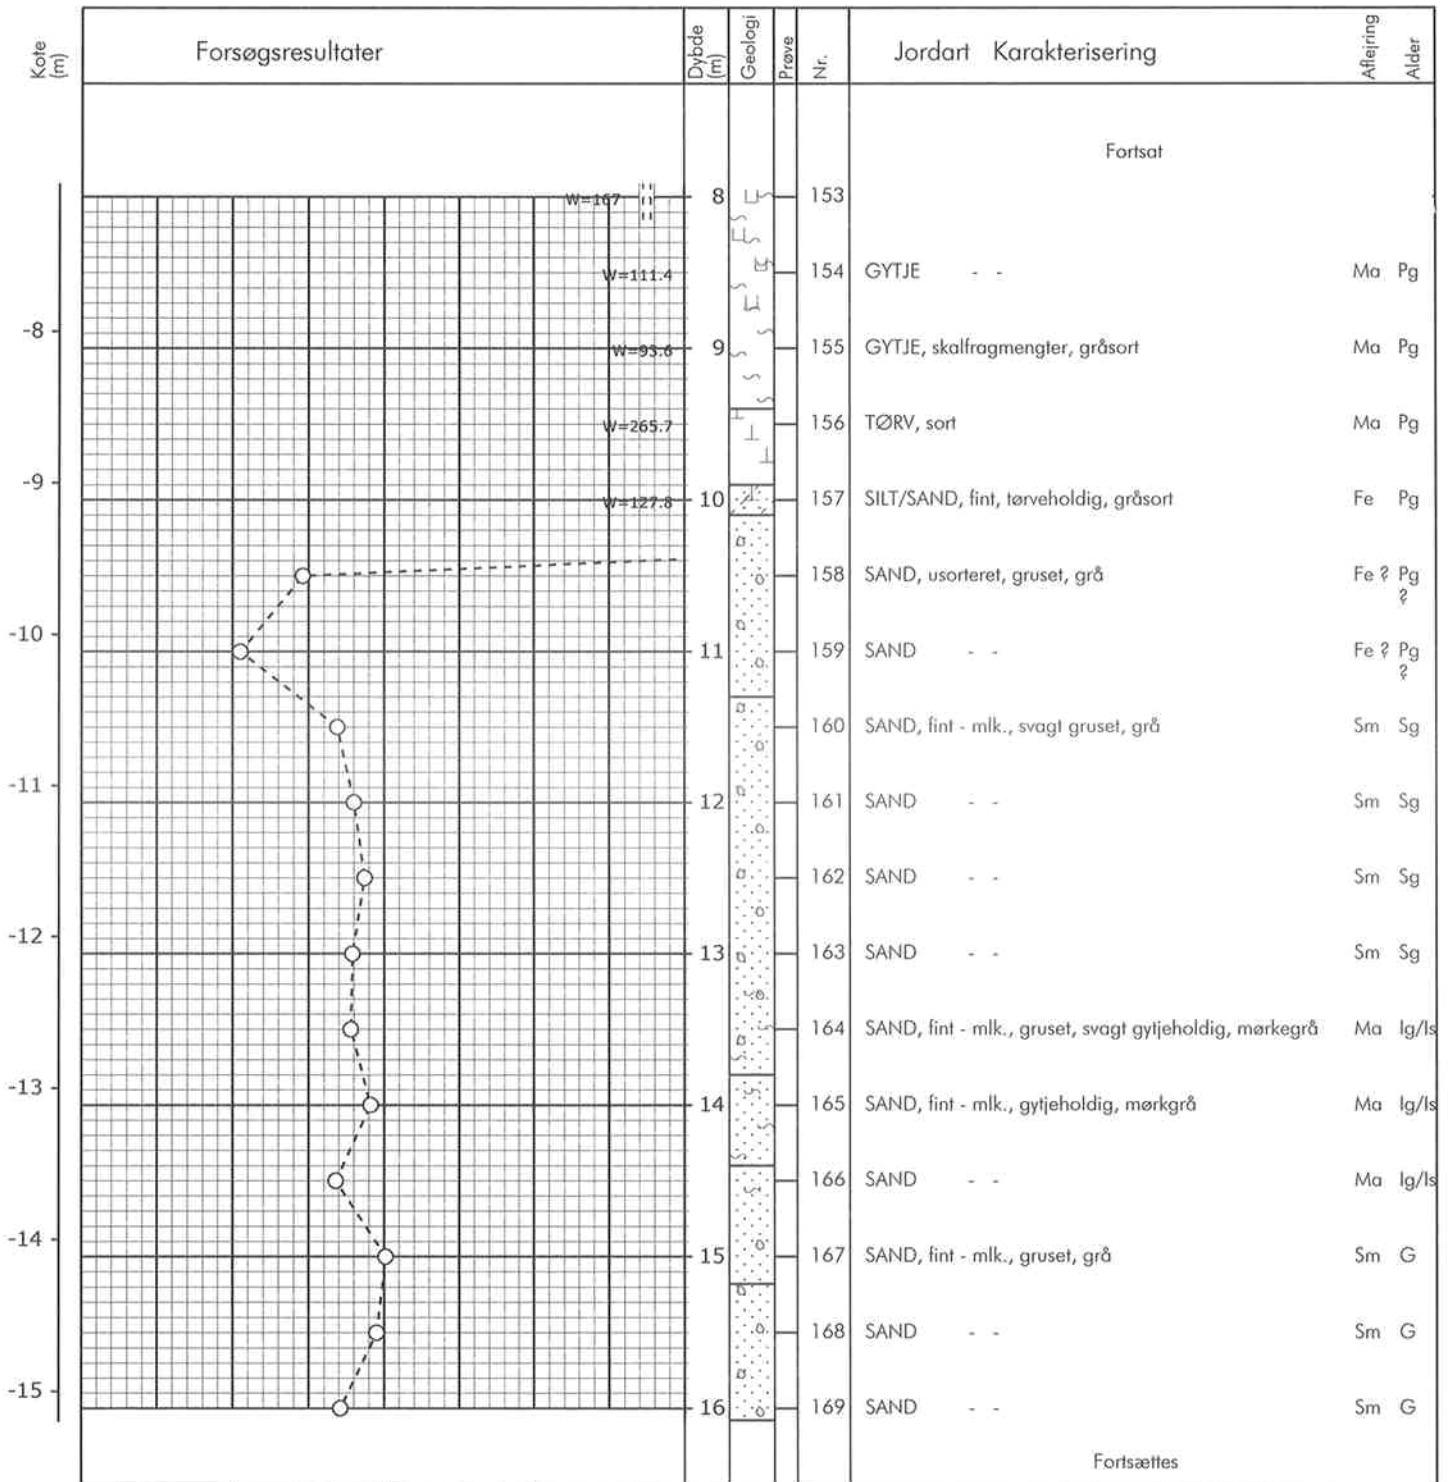 Kote (m) Forsøgsresultater Dybde (m) Geologi Prøve Nr. Jordart Karakterisering Aflejring Alder
Fortsat
W=167 8 153
W=111.4 154 GYTJE - - Ma Pg
-8
W=93.6 9 155 GYTJE, skalfragmengter, gråsort Ma Pg
W=265.7 156 TØRV, sort Ma Pg
-9
W=127.8 10 157 SILT/SAND, fint, tørveholdig, gråsort Fe Pg
158 SAND, usorteret, gruset, grå Fe ? Pg ?
-10
11 159 SAND - - Fe ? Pg ?
160 SAND, fint - mlk., svagt gruset, grå Sm Sg
-11
12 161 SAND - - Sm Sg
162 SAND - - Sm Sg
-12
13 163 SAND - - Sm Sg
164 SAND, fint - mlk., gruset, svagt gytjeholdig, mørkegrå Ma Ig/Is
-13
14 165 SAND, fint - mlk., gytjeholdig, mørkgrå Ma Ig/Is
166 SAND - - Ma Ig/Is
-14
15 167 SAND, fint - mlk., gruset, grå Sm G
168 SAND - - Sm G
-15
16 169 SAND - - Sm G
Fortsættes